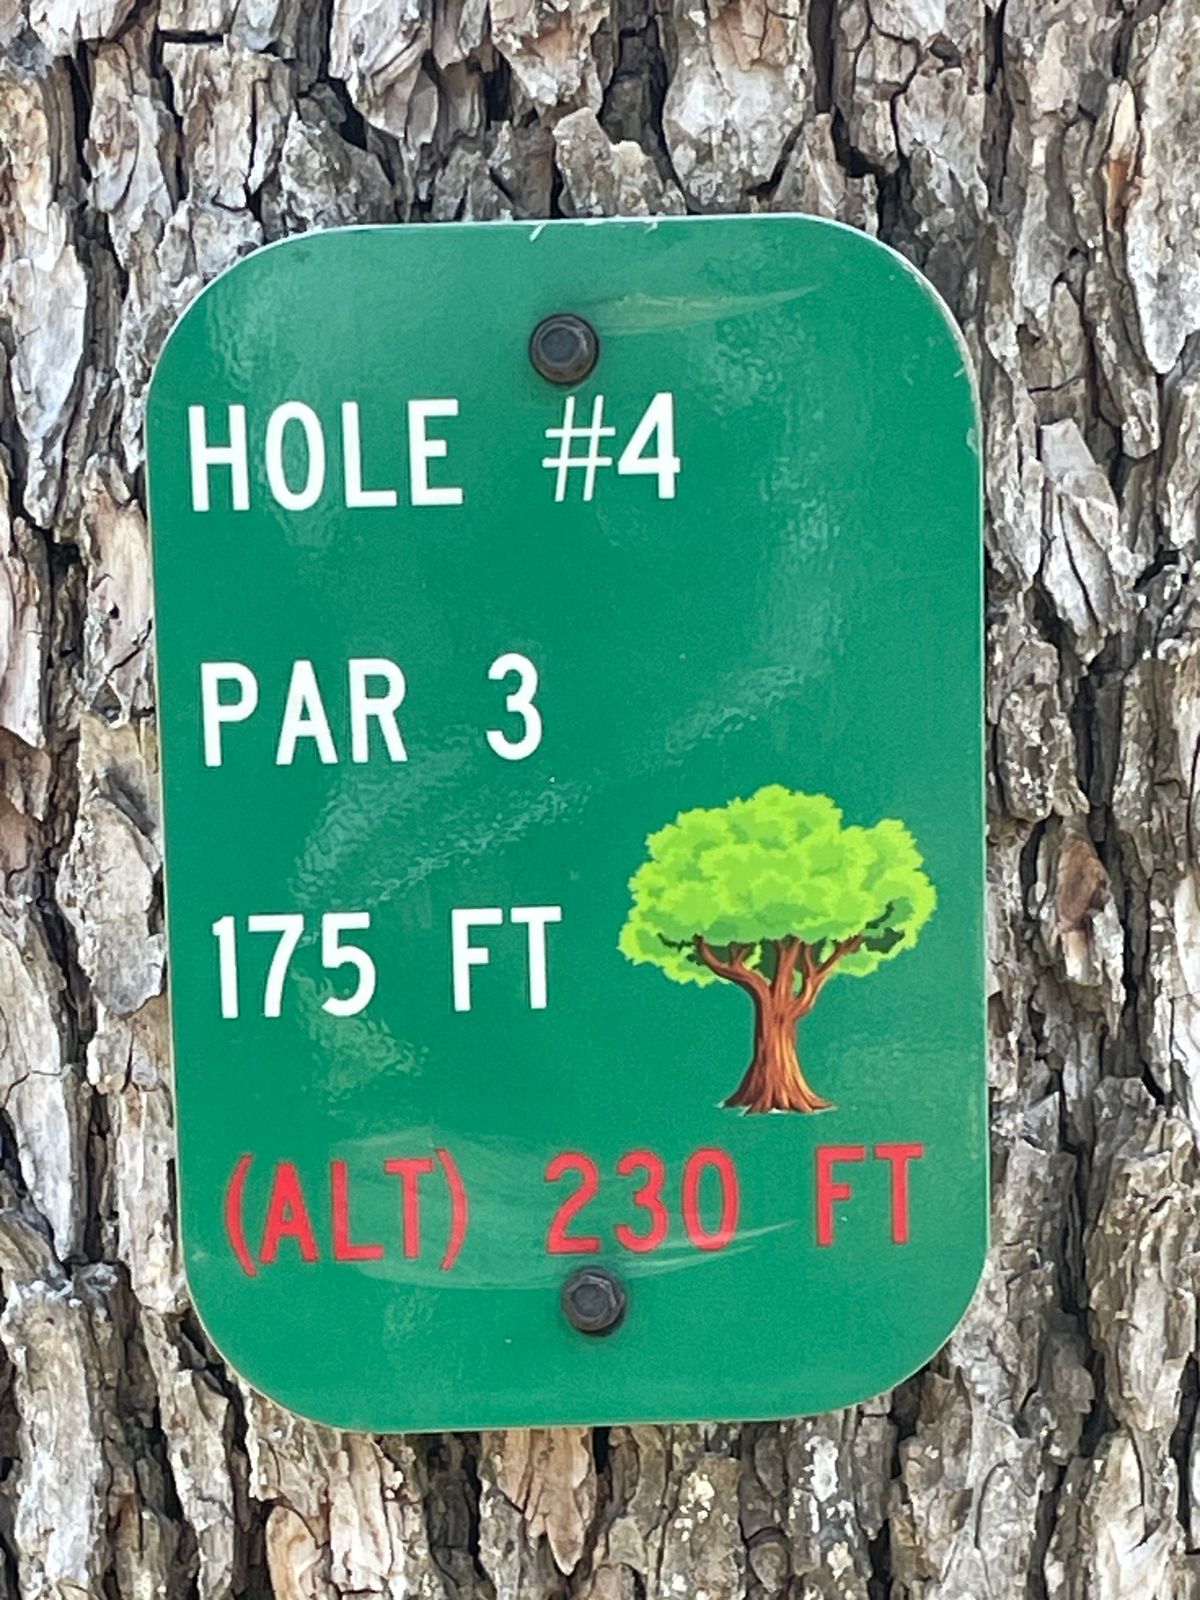 HOLE #4
PAR 3
175 FT
(ALT) 230 FT